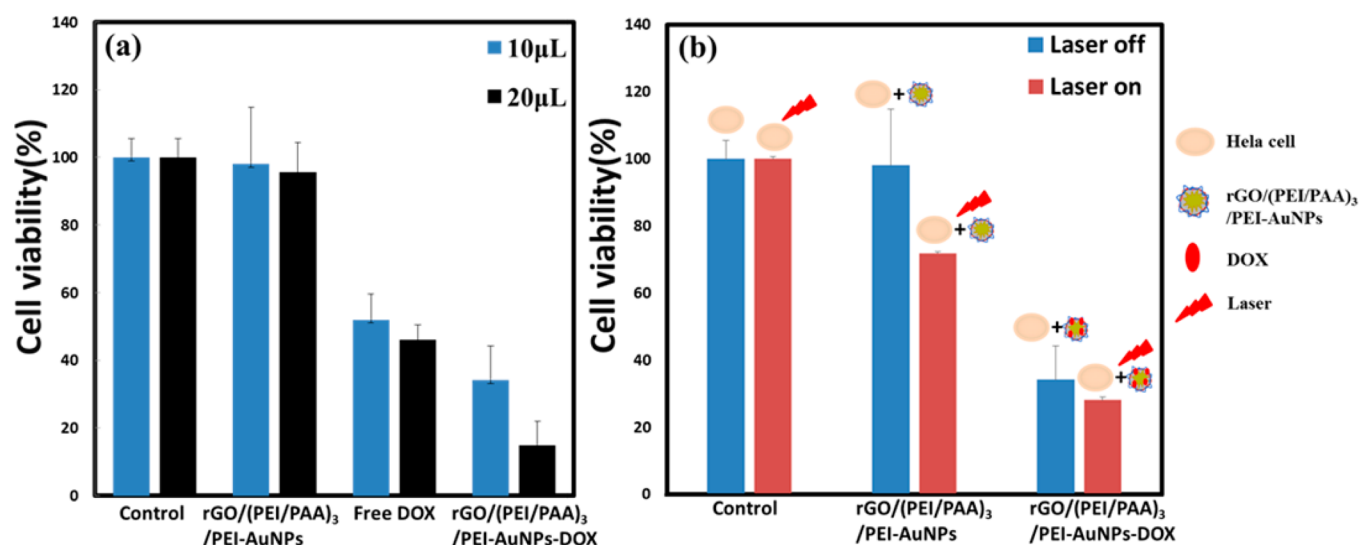 (a)
10μL
20μL
Cell viability(%)
140
120
100
80
60
40
20
0
Control
rGO/(PEI/PAA)₃
/PEI-AuNPs
Free DOX
rGO/(PEI/PAA)₃
/PEI-AuNPs-DOX
(b)
Laser off
Laser on
Cell viability(%)
140
120
100
80
60
40
20
0
+
+
+
+
Control
rGO/(PEI/PAA)₃
/PEI-AuNPs
rGO/(PEI/PAA)₃
/PEI-AuNPs-DOX
Hela cell
rGO/(PEI/PAA)₃
/PEI-AuNPs
DOX
Laser